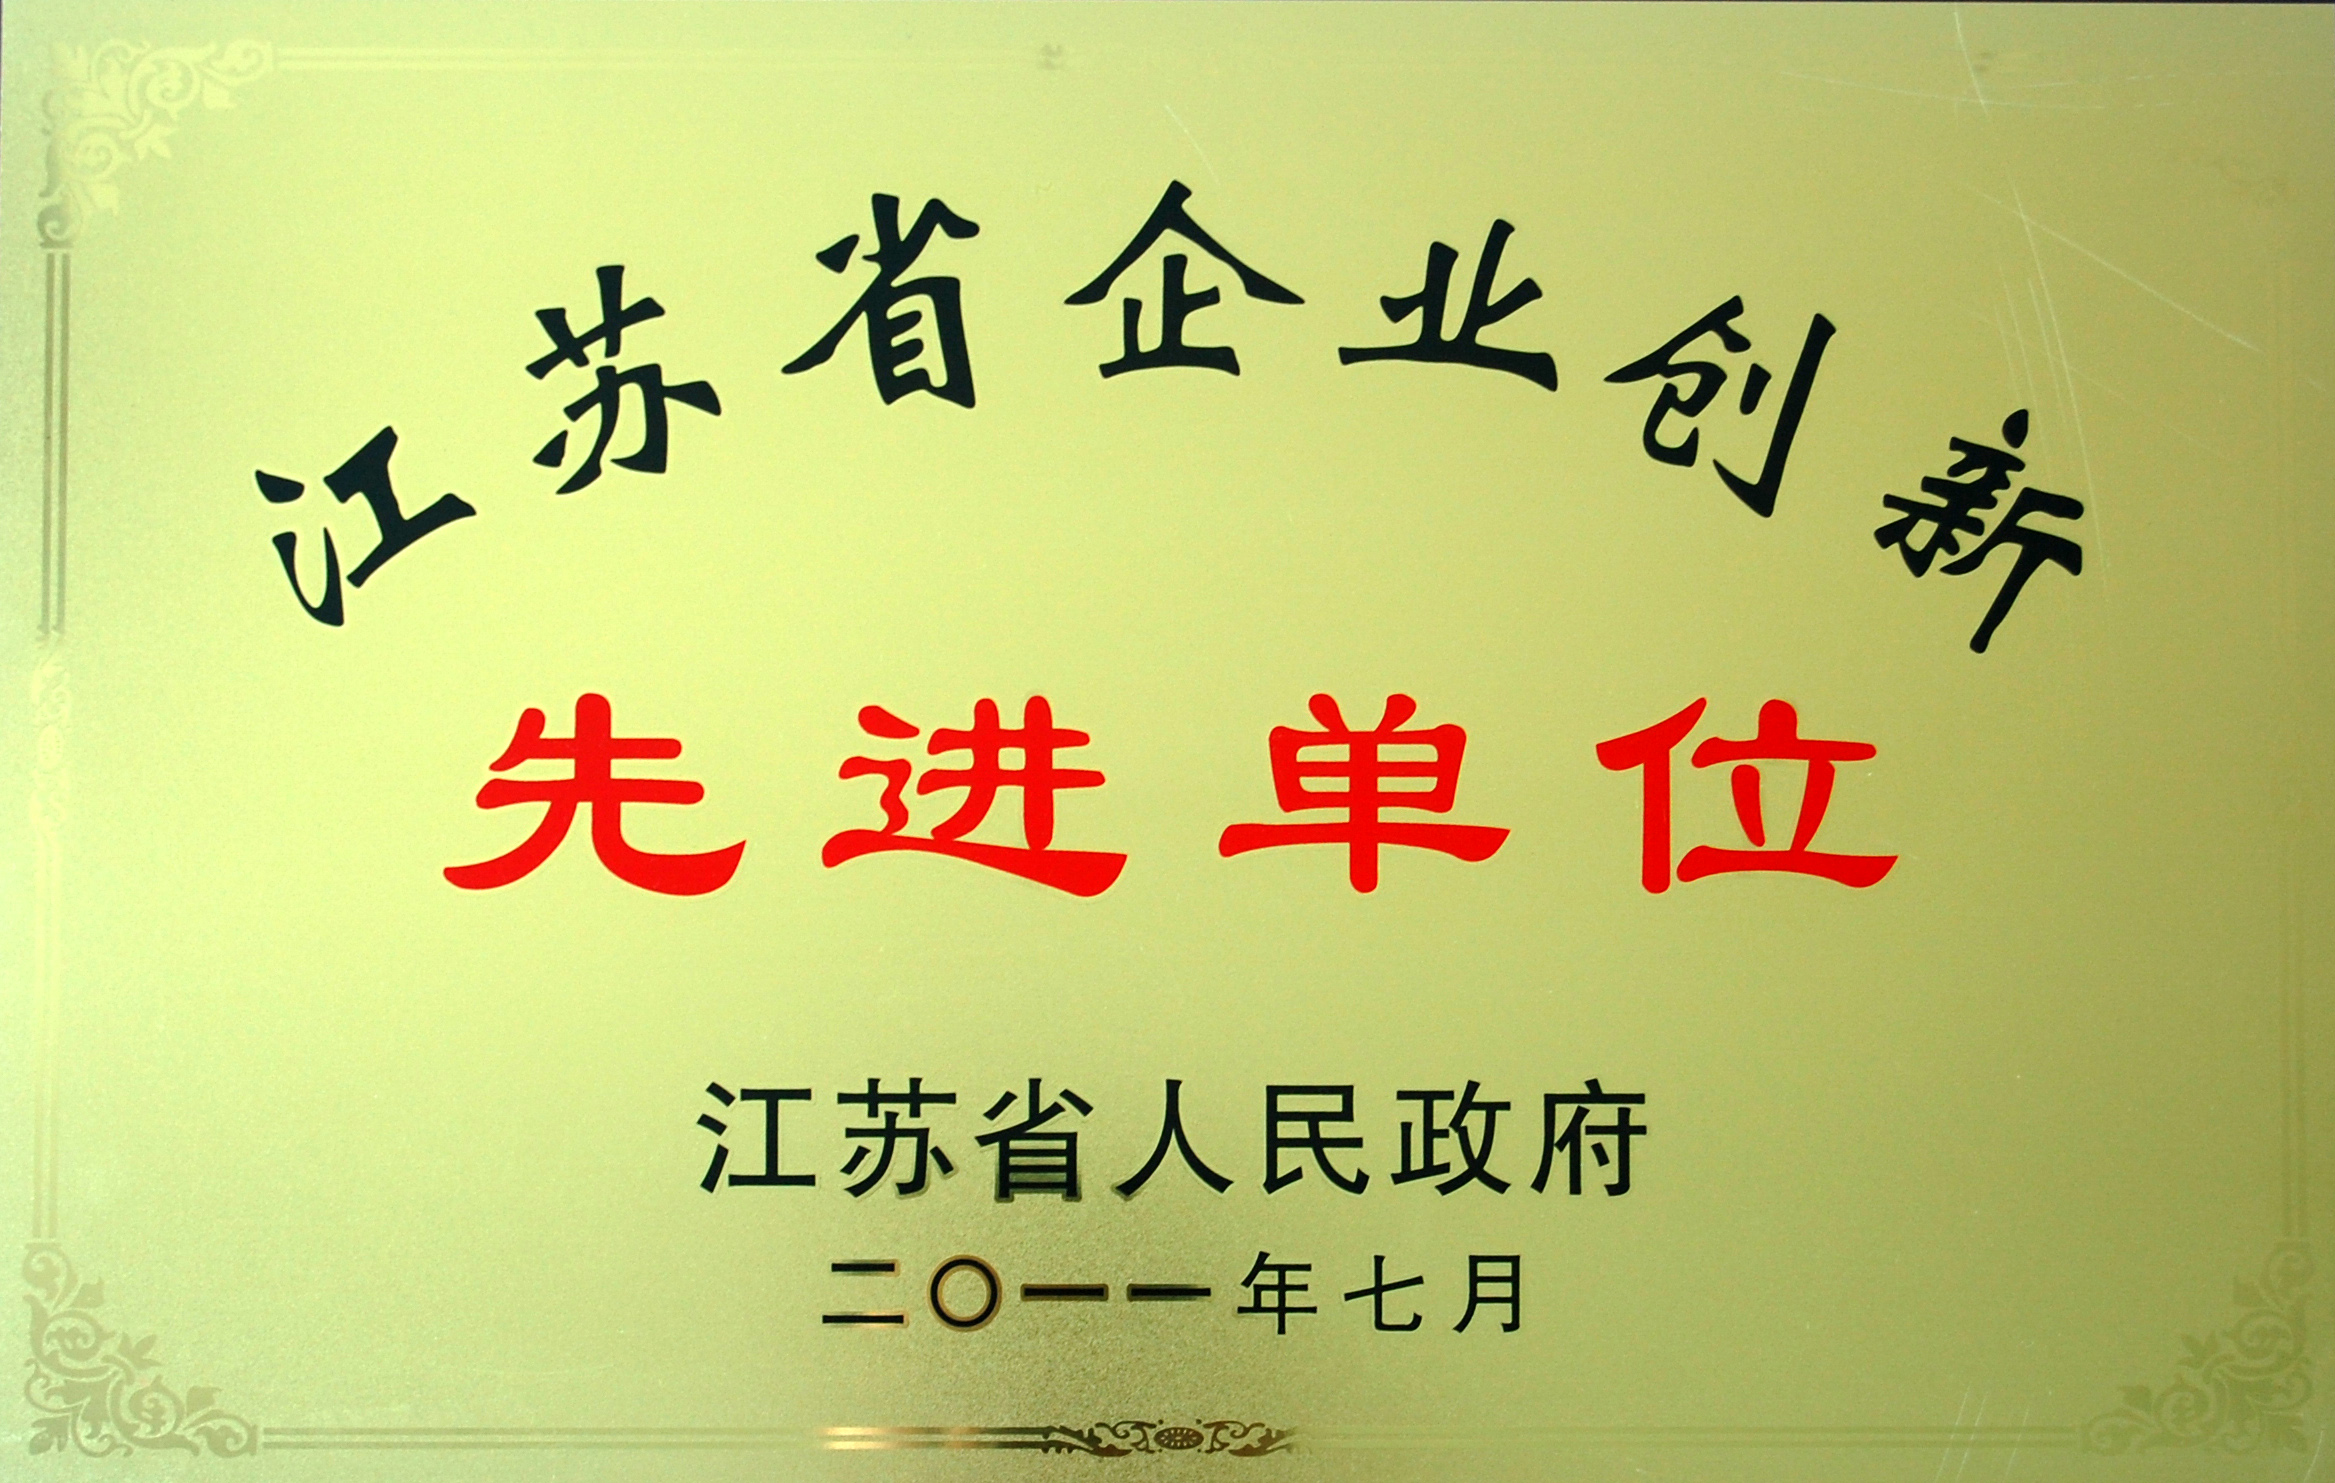 江苏省企业创新
先进单位
江苏省人民政府
二〇一一年七月